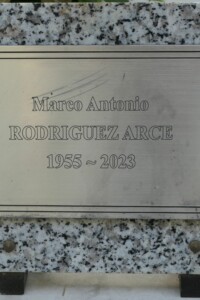 Marco Antonio
RODRIGUEZ ARCE
1955 ~ 2023